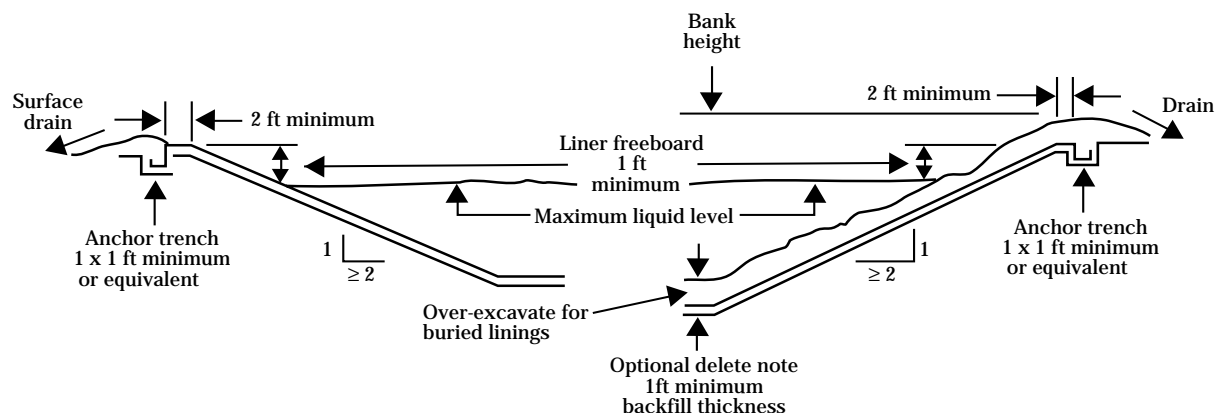 Bank
height
Surface
drain
2 ft minimum
2 ft minimum
Drain
Liner freeboard
1 ft
minimum
Maximum liquid level
Anchor trench
1 x 1 ft minimum
or equivalent
1
≥ 2
1
≥ 2
Anchor trench
1 x 1 ft minimum
or equivalent
Over-excavate for
buried linings
Optional delete note
1ft minimum
backfill thickness